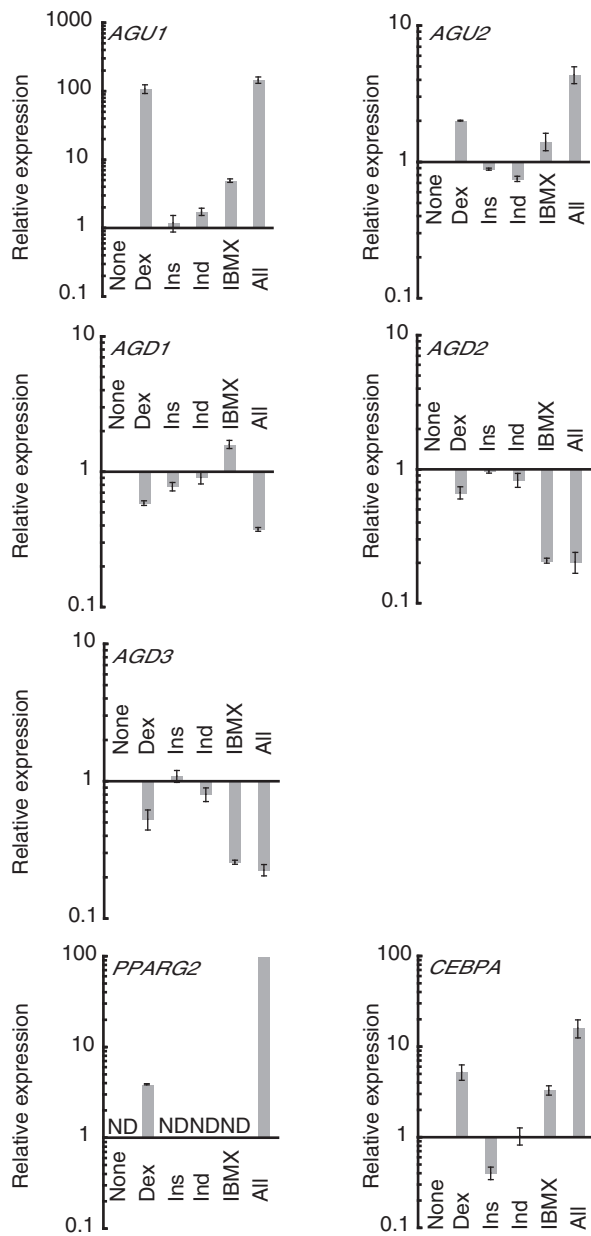 AGU1
1000
100
10
1
0.1
Relative expression
None
Dex
Ins
Ind
IBMX
All
AGU2
10
1
0.1
Relative expression
None
Dex
Ins
Ind
IBMX
All
AGD1
10
1
0.1
Relative expression
None
Dex
Ins
Ind
IBMX
All
AGD2
10
1
0.1
Relative expression
None
Dex
Ins
Ind
IBMX
All
AGD3
10
1
0.1
Relative expression
None
Dex
Ins
Ind
IBMX
All
PPARG2
100
10
1
0.1
Relative expression
ND NDNDND
None
Dex
Ins
Ind
IBMX
All
CEBPA
100
10
1
0.1
Relative expression
None
Dex
Ins
Ind
IBMX
All